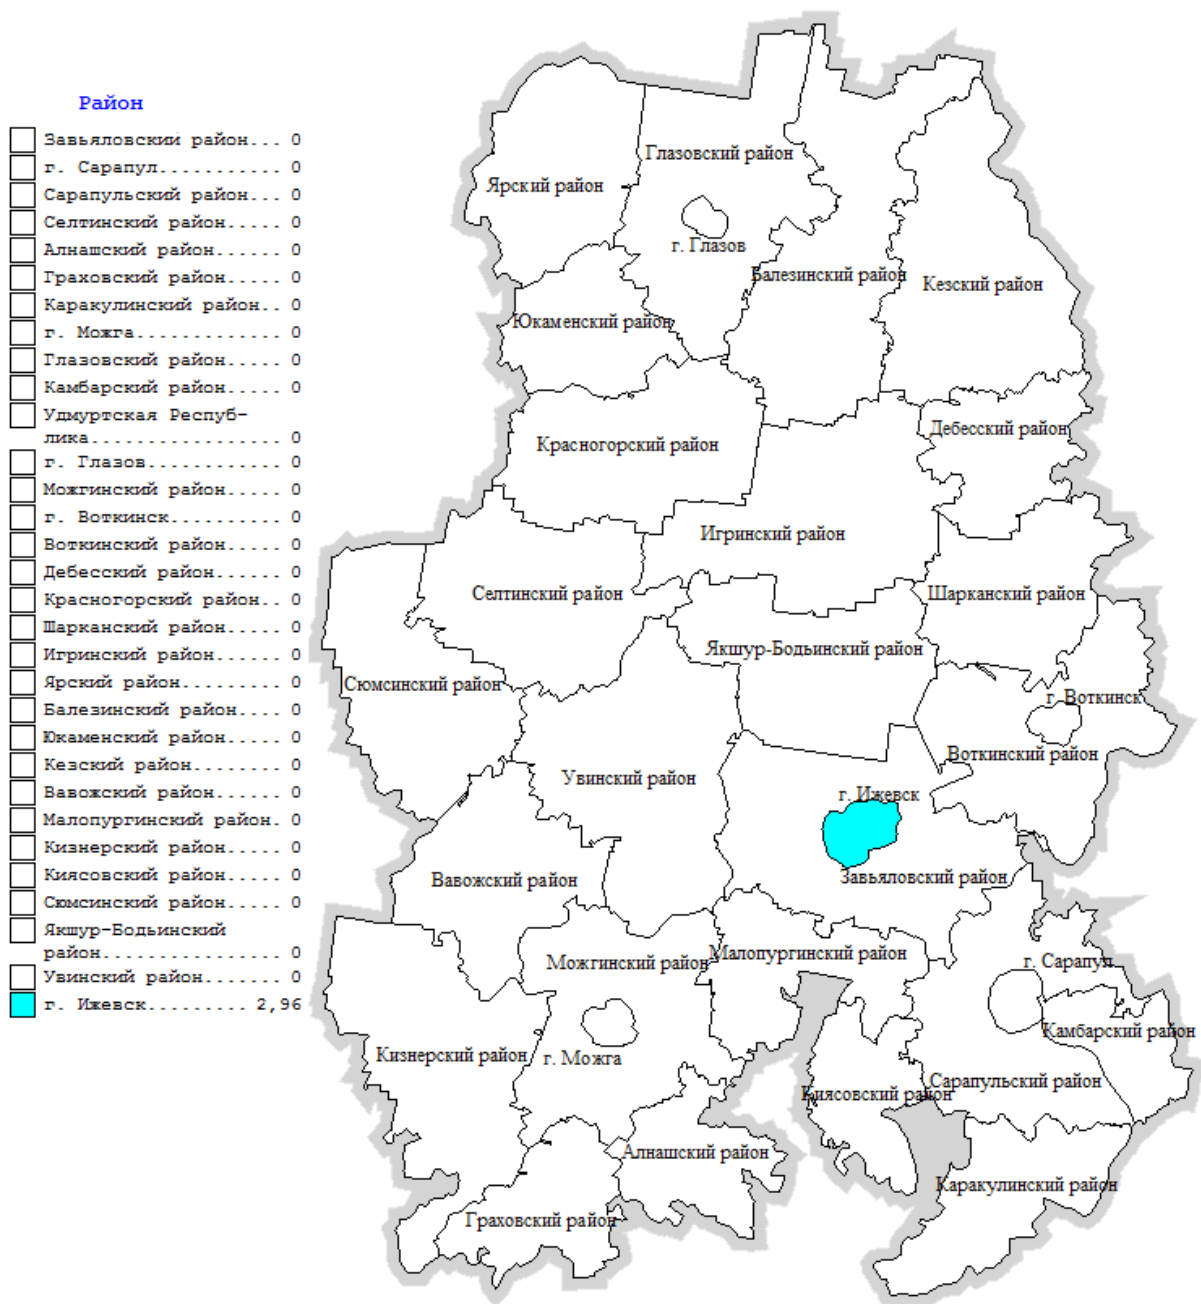 Район
Завьяловский район... 0
г. Сарапул........... 0
Сарапульский район... 0
Селтинский район..... 0
Алнашский район...... 0
Граховский район..... 0
Каракулинский район.. 0
г. Можга............. 0
Глазовский район..... 0
Камбарский район..... 0
Удмуртская Респуб-
лика................. 0
г. Глазов............ 0
Можгинский район..... 0
г. Воткинск.......... 0
Воткинский район..... 0
Дебесский район...... 0
Красногорский район.. 0
Шарканский район..... 0
Игринский район...... 0
Ярский район......... 0
Балезинский район.... 0
Юкаменский район..... 0
Кезский район........ 0
Вавожский район...... 0
Малопургинский район. 0
Кизнерский район..... 0
Киясовский район..... 0
Сюмсинский район..... 0
Якшур-Бодьинский
район................ 0
Увинский район....... 0
г. Ижевск......... 2,96
Глазовский район
Ярский район
г. Глазов
Балезинский район
Кезский район
Юкаменский район
Дебесский район
Красногорский район
Игринский район
Селтинский район
Шарканский район
Якшур-Бодьинский район
Сюмсинский район
г. Воткинск
Воткинский район
Увинский район
г. Ижевск
Завьяловский район
Вавожский район
Малопургинский район
Можгинский район
г. Сарапул
Камбарский район
Кизнерский район
г. Можга
Сарапульский район
Киясовский район
Алнашский район
Каракулинский район
Граховский район